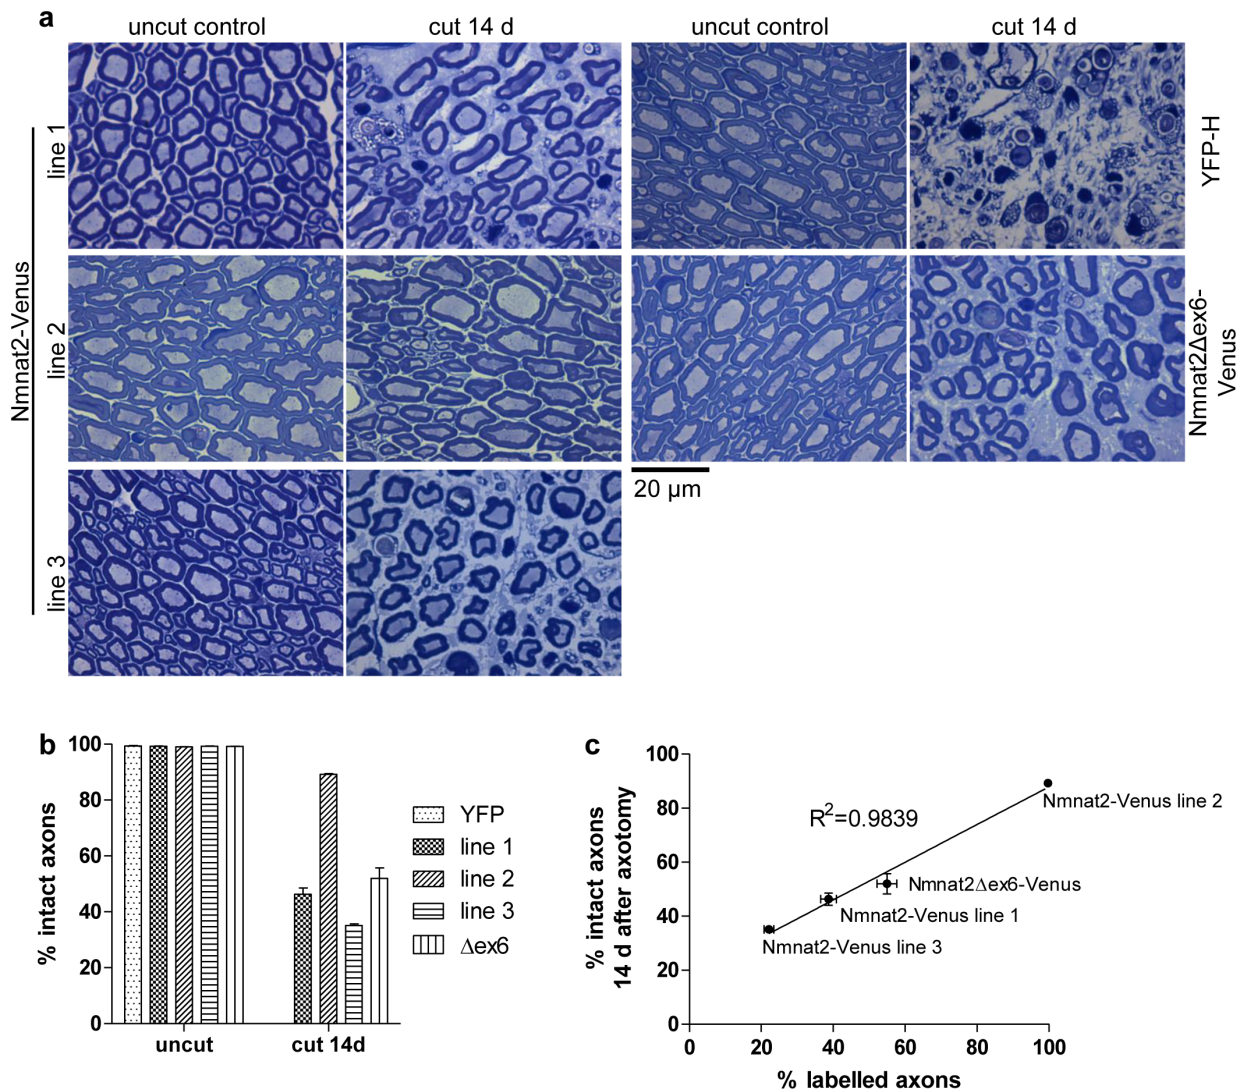 a
uncut control
cut 14 d
uncut control
cut 14 d
Nmnat2-Venus
line 1
line 2
line 3
YFP-H
Nmnat2Δex6-
Venus
20 µm
b
% intact axons
100
80
60
40
20
0
uncut
cut 14d
YFP
line 1
line 2
line 3
Δex6
c
% intact axons
14 d after axotomy
100
80
60
40
20
0
R2=0.9839
Nmnat2-Venus line 2
Nmnat2Δex6-Venus
Nmnat2-Venus line 1
Nmnat2-Venus line 3
0 20 40 60 80 100
% labelled axons